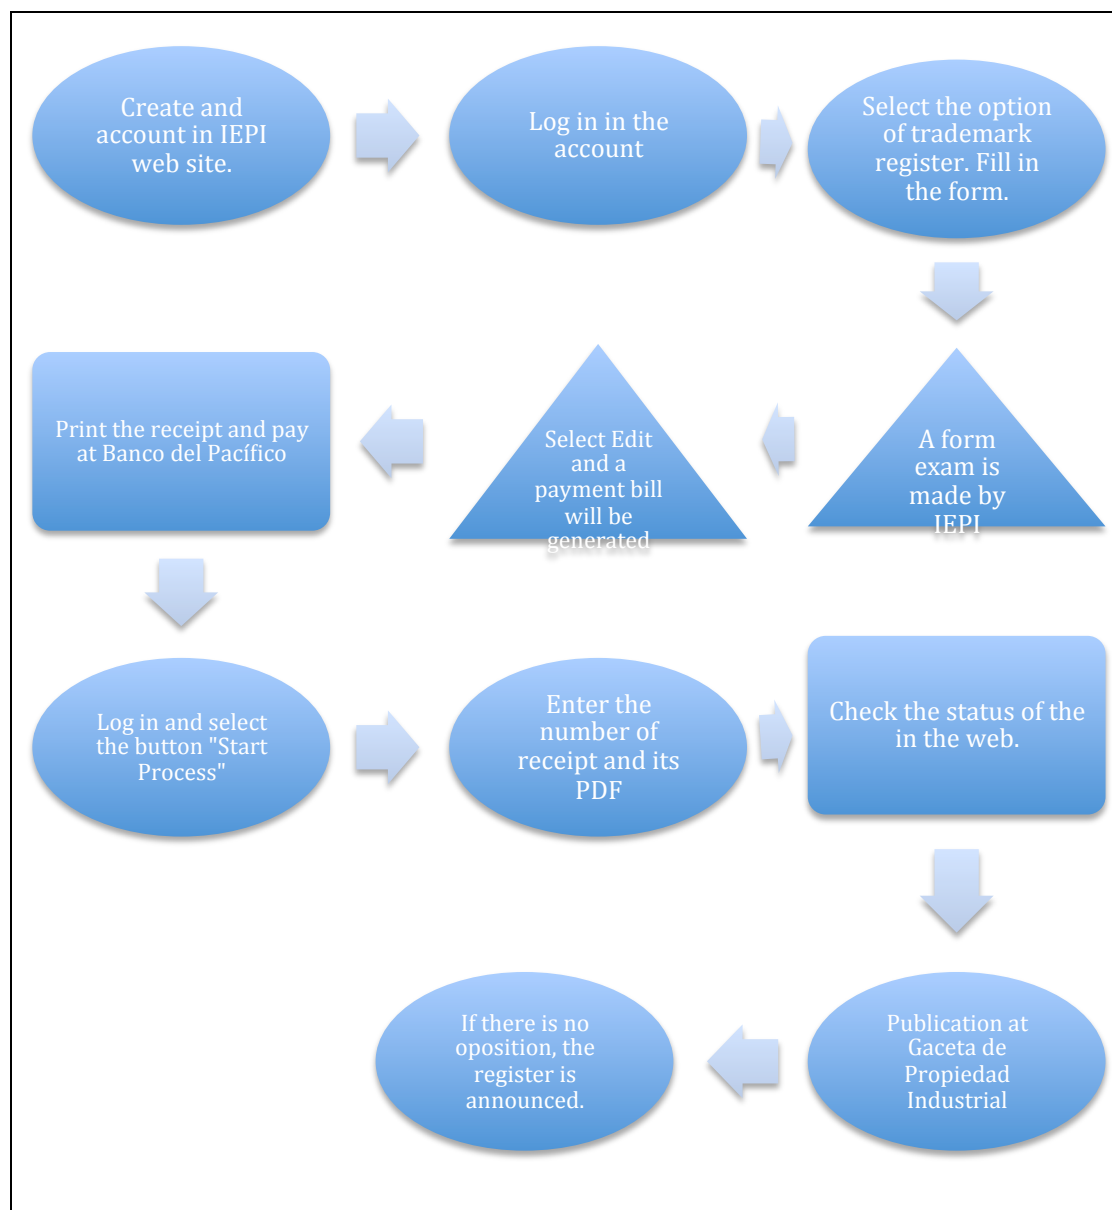 Create and
account in IEPI
web site.
Log in in the
account
Select the option
of trademark
register. Fill in
the form.
A form
exam is
made by
IEPI
Select Edit
and a
payment bill
will be
generated
Print the receipt and pay
at Banco del Pacífico
Log in and select
the button "Start
Process"
Enter the
number of
receipt and its
PDF
Check the status of the
in the web.
Publication at
Gaceta de
Propiedad
Industrial
If there is no
oposition, the
register is
announced.